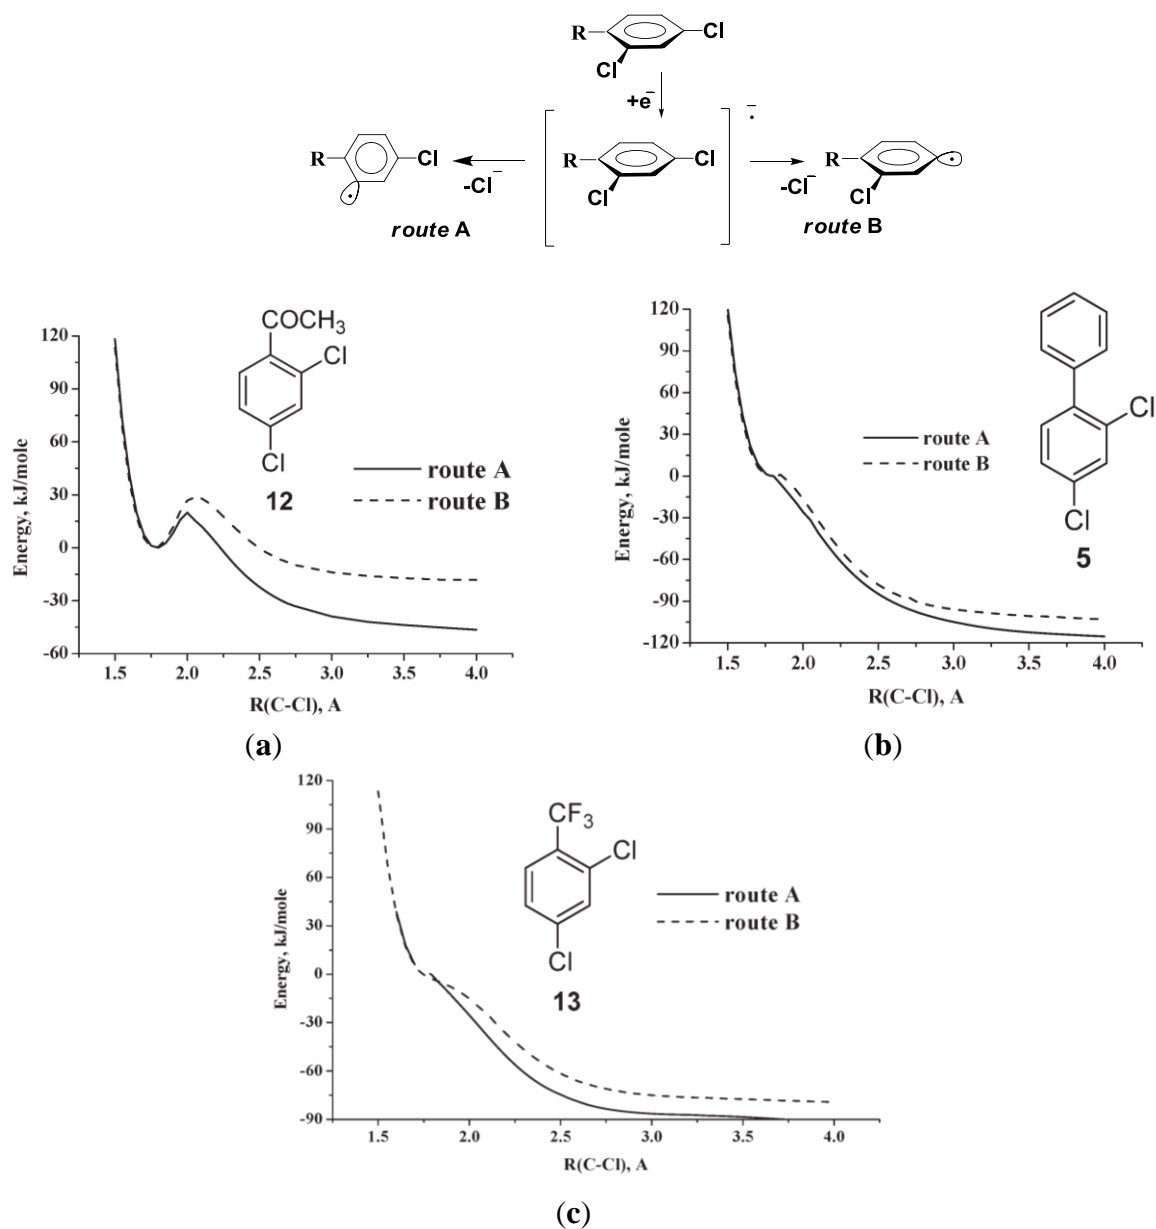 R
Cl
Cl
+e⁻
R
Cl
-Cl⁻
route A
R
Cl
Cl
-Cl⁻
route B
R
Cl
120
90
60
30
0
-30
-60
Energy, kJ/mole
COCH3
Cl
Cl
12
route A
route B
1.5 2.0 2.5 3.0 3.5 4.0
R(C-Cl), A
(a)
120
90
60
30
0
-30
-60
-90
-120
Energy, kJ/mole
route A
route B
Cl
Cl
5
1.5 2.0 2.5 3.0 3.5 4.0
R(C-Cl), A
(b)
120
90
60
30
0
-30
-60
-90
Energy, kJ/mole
CF3
Cl
Cl
13
route A
route B
1.5 2.0 2.5 3.0 3.5 4.0
R(C-Cl), A
(c)